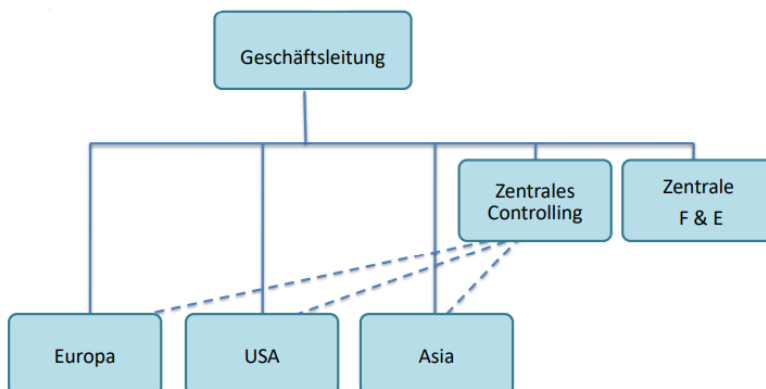 Geschäftsleitung
Zentrales
Controlling
Zentrale
F & E
Europa
USA
Asia